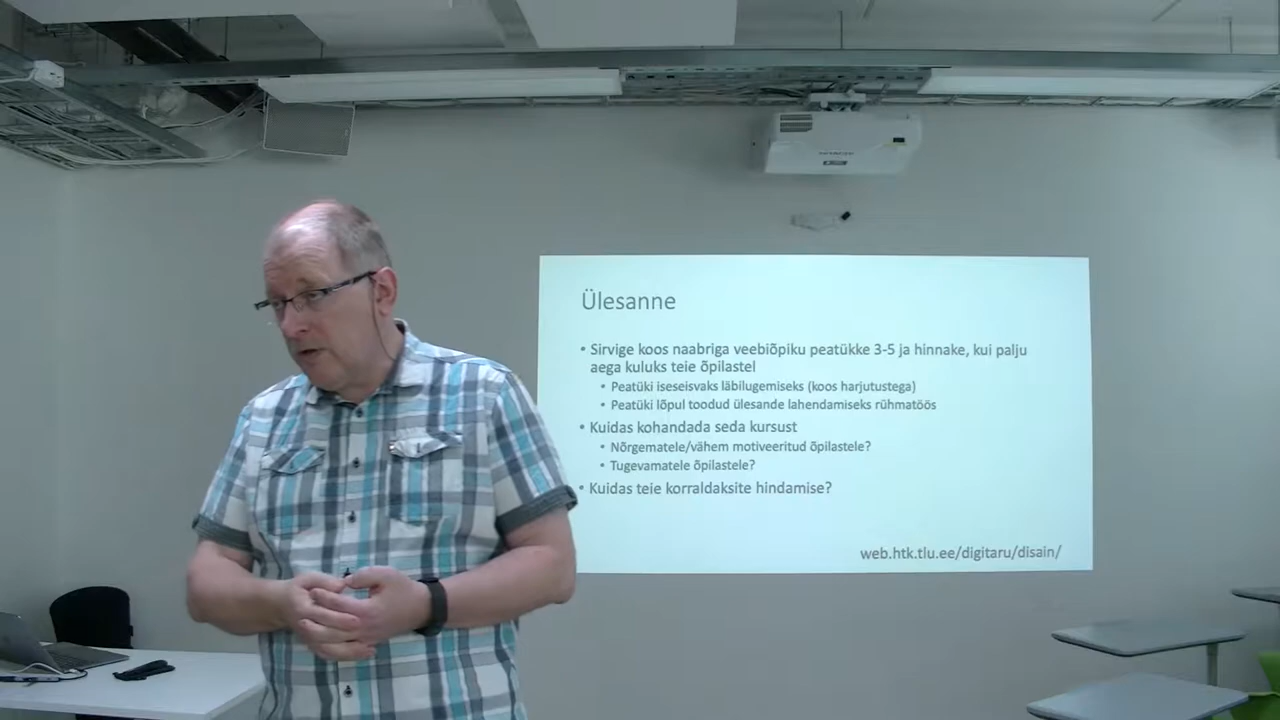 Ülesanne
• Sirvige koos naabriga veebiõpiku peatükke 3-5 ja hinnake, kui palju
aega kuluks teie õpilastel
• Peatüki iseseisvaks läbilugemiseks (koos harjutustega)
• Peatüki lõpul toodud ülesande lahendamiseks rühmatöös
• Kuidas kohandada seda kursust
• Nõrgematele/vähem motiveeritud õpilastele?
• Tugevamatele õpilastele?
• Kuidas teie korraldaksite hindamise?
web.htk.tlu.ee/digitaru/disain/